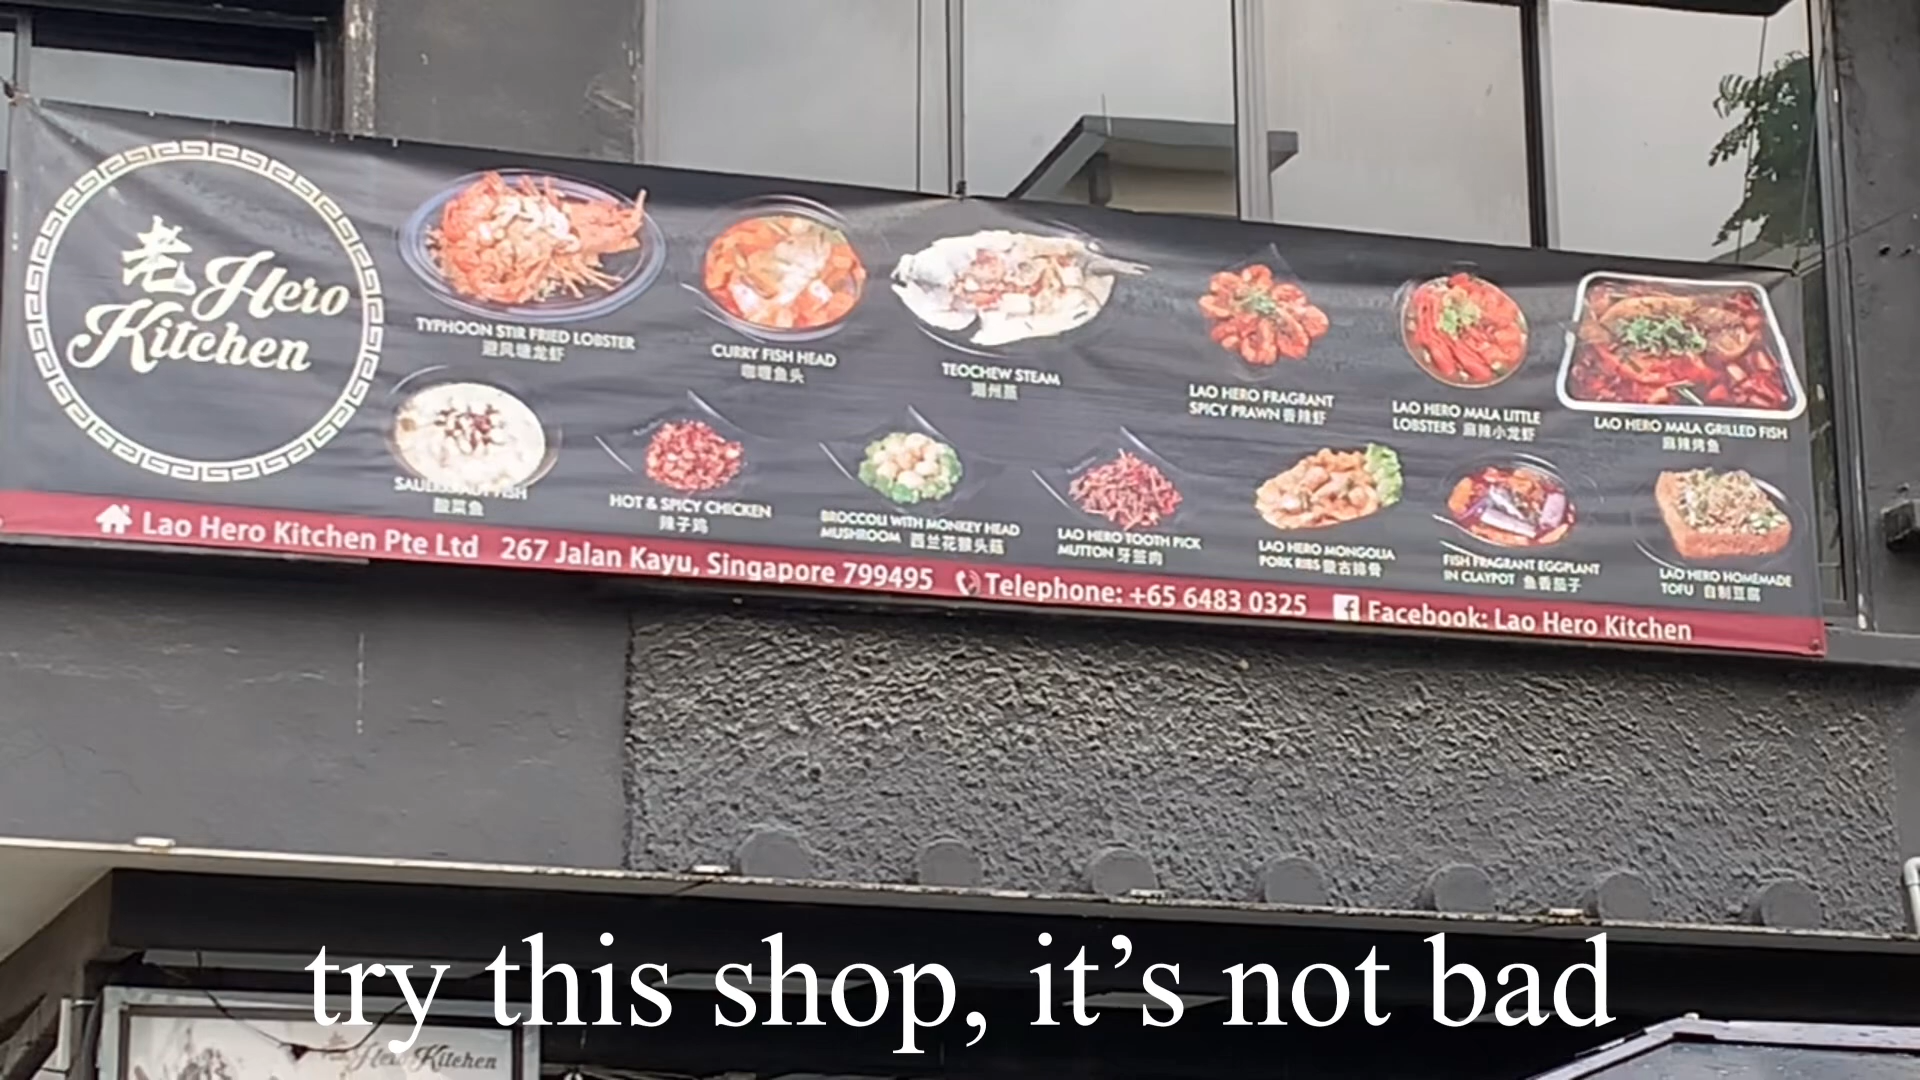 老 Hero
Kitchen
TYPHOON STIR FRIED LOBSTER
避风塘龙虾
CURRY FISH HEAD
咖喱鱼头
TEOCHEW STEAM
潮州蒸
LAO HERO FRAGRANT
SPICY PRAWN 香辣虾
LAO HERO MALA LITTLE
LOBSTERS 麻辣小龙虾
LAO HERO MALA GRILLED FISH
麻辣烤鱼
FISH
酸菜鱼
HOT & SPICY CHICKEN
辣子鸡
BROCCOLI WITH MONKEY HEAD
MUSHROOM 西兰花猴头菇
LAO HERO TOOTH PICK
MUTTON 牙签肉
LAO HERO MONGOLIA
PORK RIBS 蒙古排骨
FISH FRAGRANT EGGPLANT
IN CLAYPOT 鱼香茄子
LAO HERO HOMEMADE
TOFU 自制豆腐
Lao Hero Kitchen Pte Ltd 267 Jalan Kayu, Singapore 799495 Telephone: +65 6483 0325 Facebook: Lao Hero Kitchen
try this shop, it’s not bad
Hero Kitchen